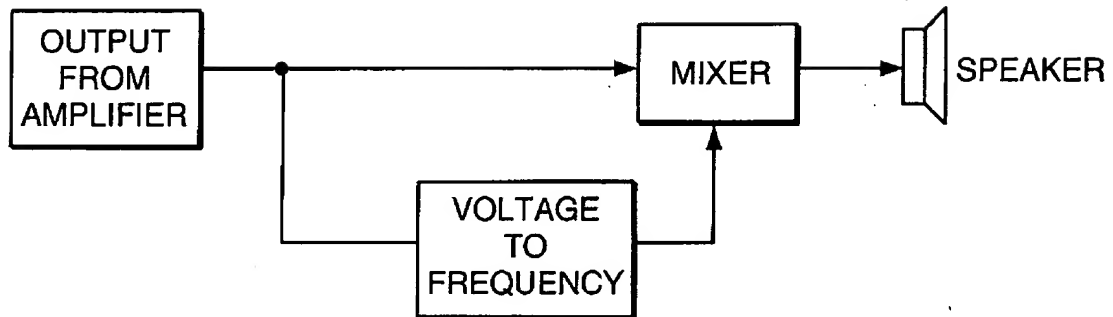 OUTPUT
FROM
AMPLIFIER
MIXER
SPEAKER
VOLTAGE
TO
FREQUENCY